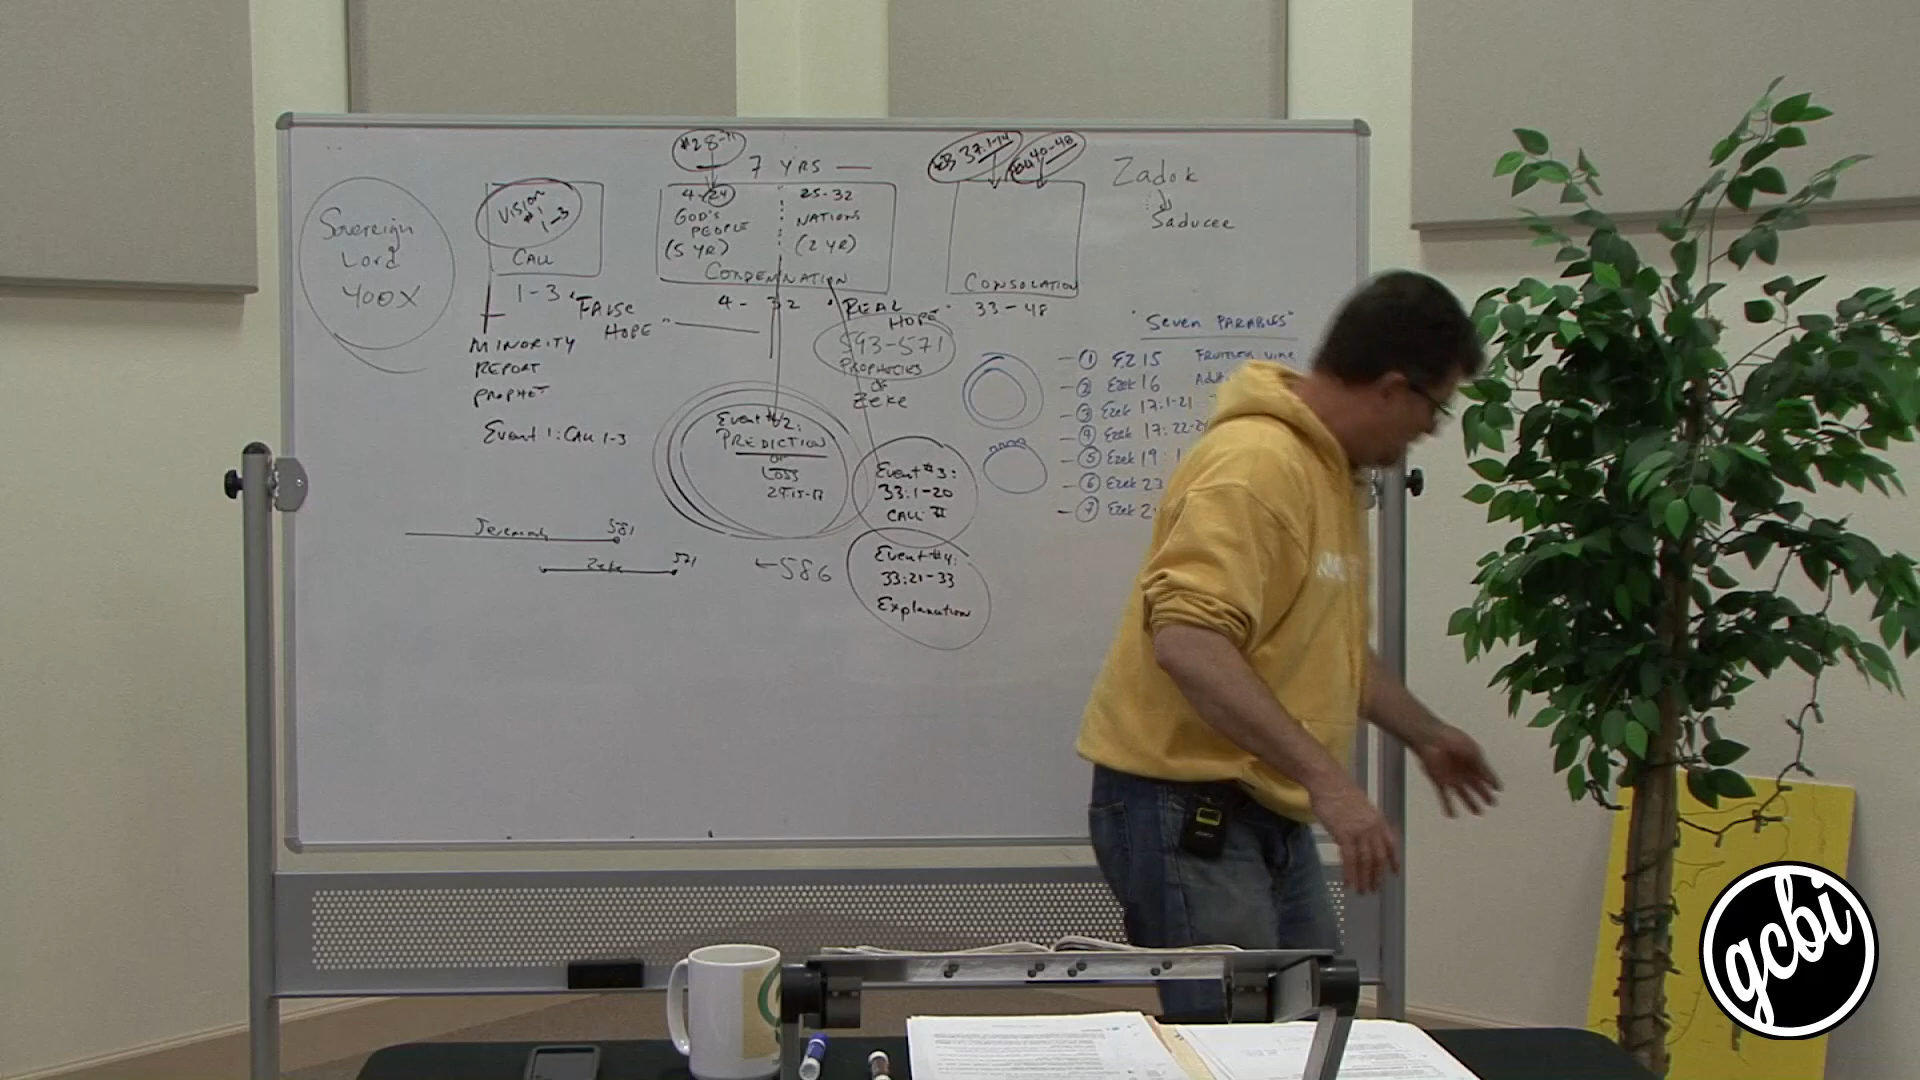 Sovereign
Lord
400X
VISION
#1
1-3
CALL
1-3
"FALSE
HOPE"
MINORITY
REPORT
PROPHET
Event 1: CALL 1-3
Jeremiah 581
Zeke 571
7 YRS
4-24
GOD'S
PEOPLE
(5 YR)
25-32
NATIONS
(2 YR)
CONDEMNATION
4-32
"REAL
HOPE"
593-571
PROPHECIES
OF
Zeke
Event #2:
PREDICTION
OF
LOSS
586
Event #3:
33:1-20
CALL II
Event #4:
33:21-33
Explanation
37:1-14
40-48
CONSOLATION
33-48
Zadok
Saducee
"SEVEN PARABLES"
1 EZ 15 FRUITLESS VINE
2 Ezek 16
3 Ezek 17:1-21
4 Ezek 17:22-24
5 Ezek 19:1
6 Ezek 23
7 Ezek 2
gcbi